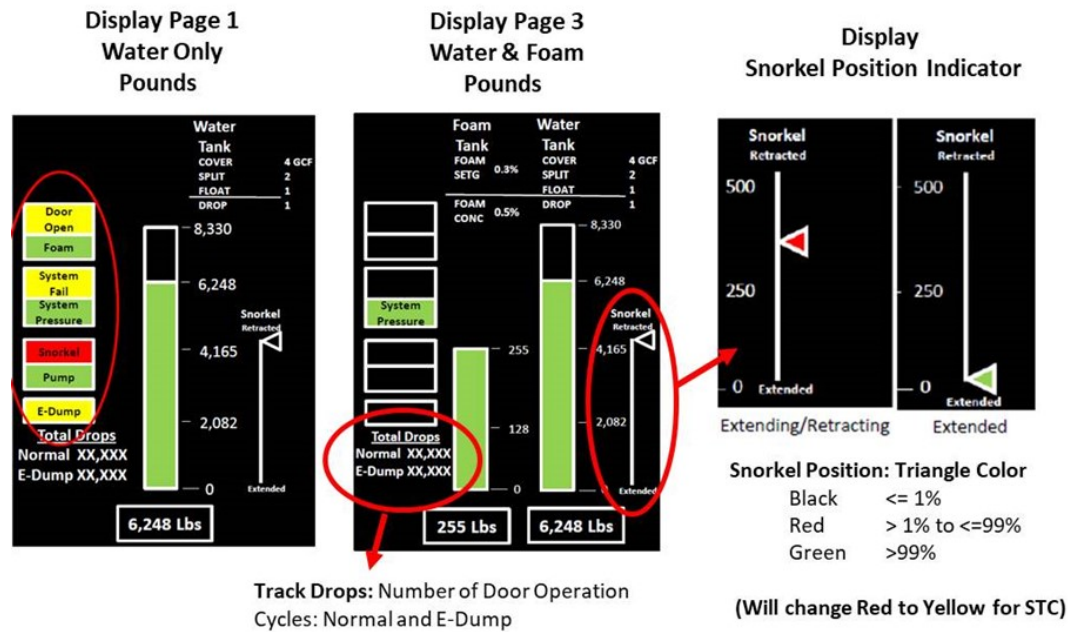 Display Page 1
Water Only
Pounds
Water
Tank
COVER 4 GCF
SPLIT 2
FLOAT 1
DROP 1
Door
Open
Foam
System
Fail
System
Pressure
Snorkel
Pump
E-Dump
Total Drops
Normal XX,XXX
E-Dump XX,XXX
8,330
6,248
4,165
2,082
0
Snorkel
Retracted
Extended
6,248 Lbs
Display Page 3
Water & Foam
Pounds
Foam
Tank
FOAM
SETG 0.3%
FOAM
CONC 0.5%
Water
Tank
COVER 4 GCF
SPLIT 2
FLOAT 1
DROP 1
System
Pressure
Total Drops
Normal XX,XXX
E-Dump XX,XXX
255
128
0
8,330
6,248
4,165
2,082
0
Snorkel
Retracted
Extended
255 Lbs
6,248 Lbs
Track Drops: Number of Door Operation
Cycles: Normal and E-Dump
Display
Snorkel Position Indicator
Snorkel
Retracted
500
250
0
Extended
Extending/Retracting
Snorkel
Retracted
500
250
0
Extended
Extended
Snorkel Position: Triangle Color
Black <= 1%
Red > 1% to <=99%
Green >99%
(Will change Red to Yellow for STC)